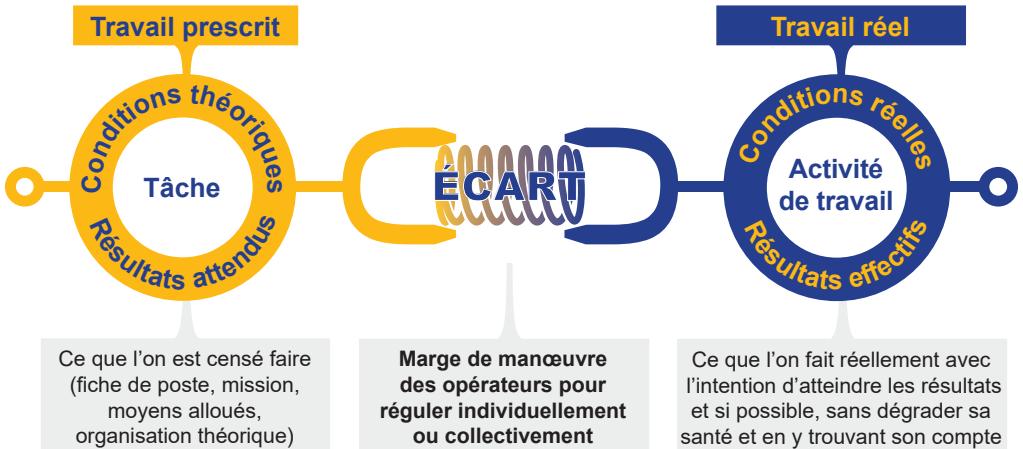 Travail prescrit
Conditions théoriques
Tâche
Résultats attendus
Ce que l’on est censé faire
(fiche de poste, mission,
moyens alloués,
organisation théorique)
ÉCART
Marge de manœuvre
des opérateurs pour
réguler individuellement
ou collectivement
Travail réel
Conditions réelles
Activité
de travail
Résultats effectifs
Ce que l’on fait réellement avec
l’intention d’atteindre les résultats
et si possible, sans dégrader sa
santé et en y trouvant son compte